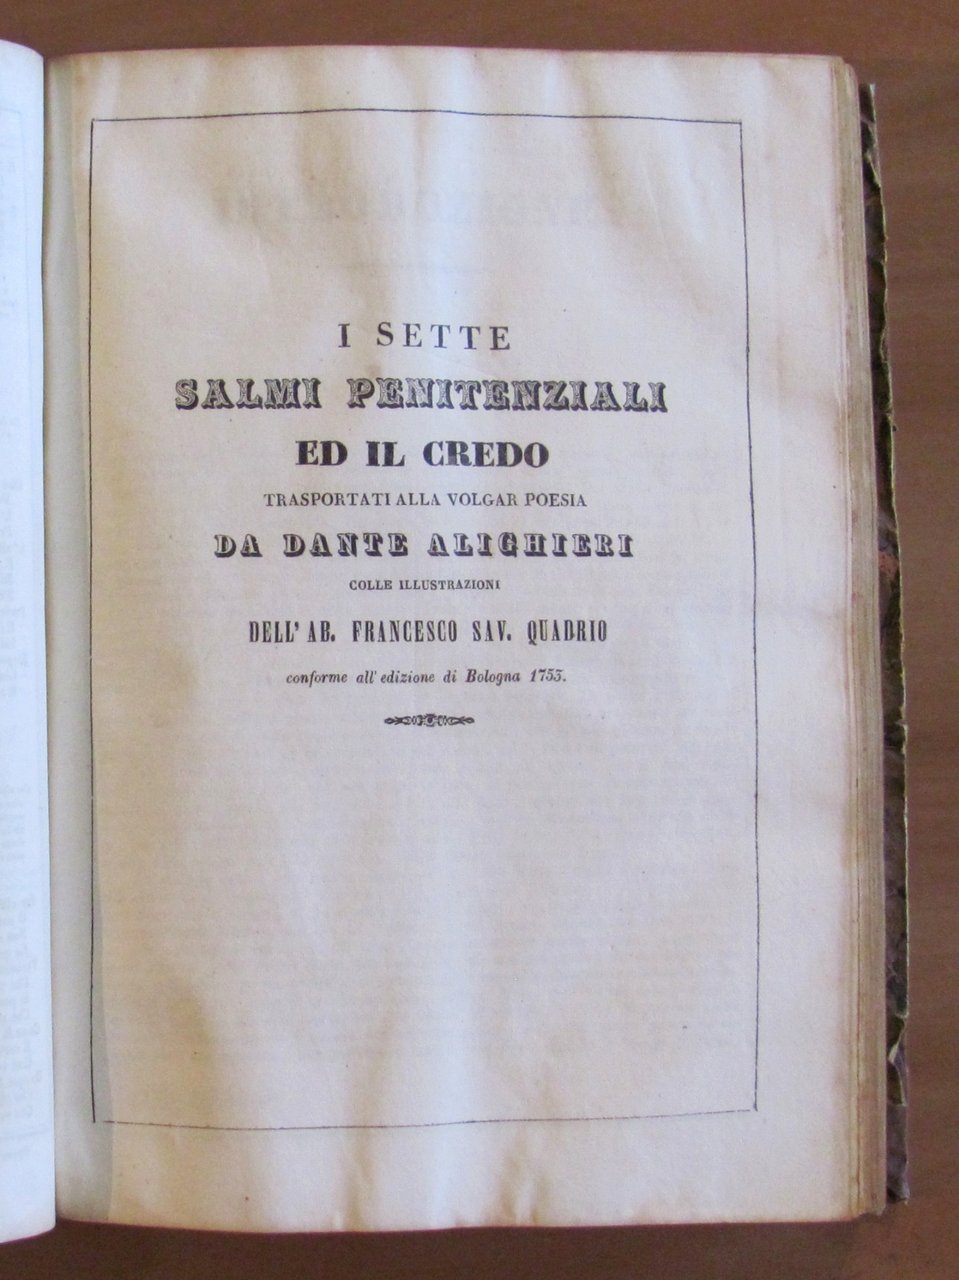 I SETTE
SALMI PENITENZIALI
ED IL CREDO
TRASPORTATI ALLA VOLGAR POESIA
DA DANTE ALIGHIERI
COLLE ILLUSTRAZIONI
DELL' AB. FRANCESCO SAV. QUADRIO
conforme all' edizione di Bologna 1753.